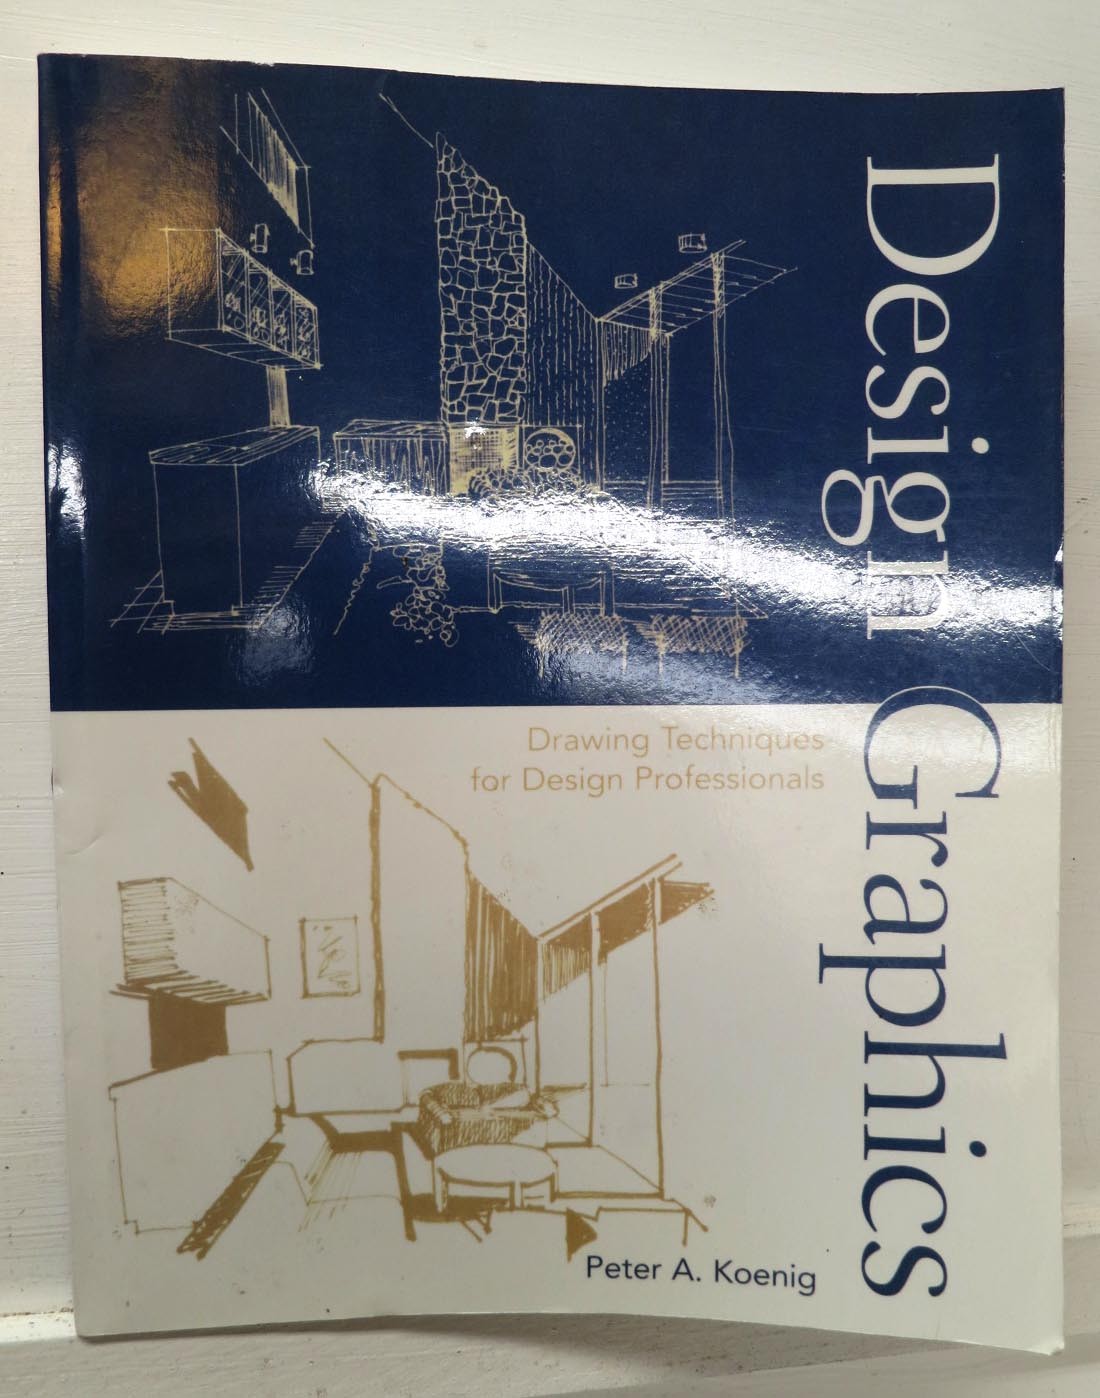 Design Graphics
Drawing Techniques
for Design Professionals
Peter A. Koenig